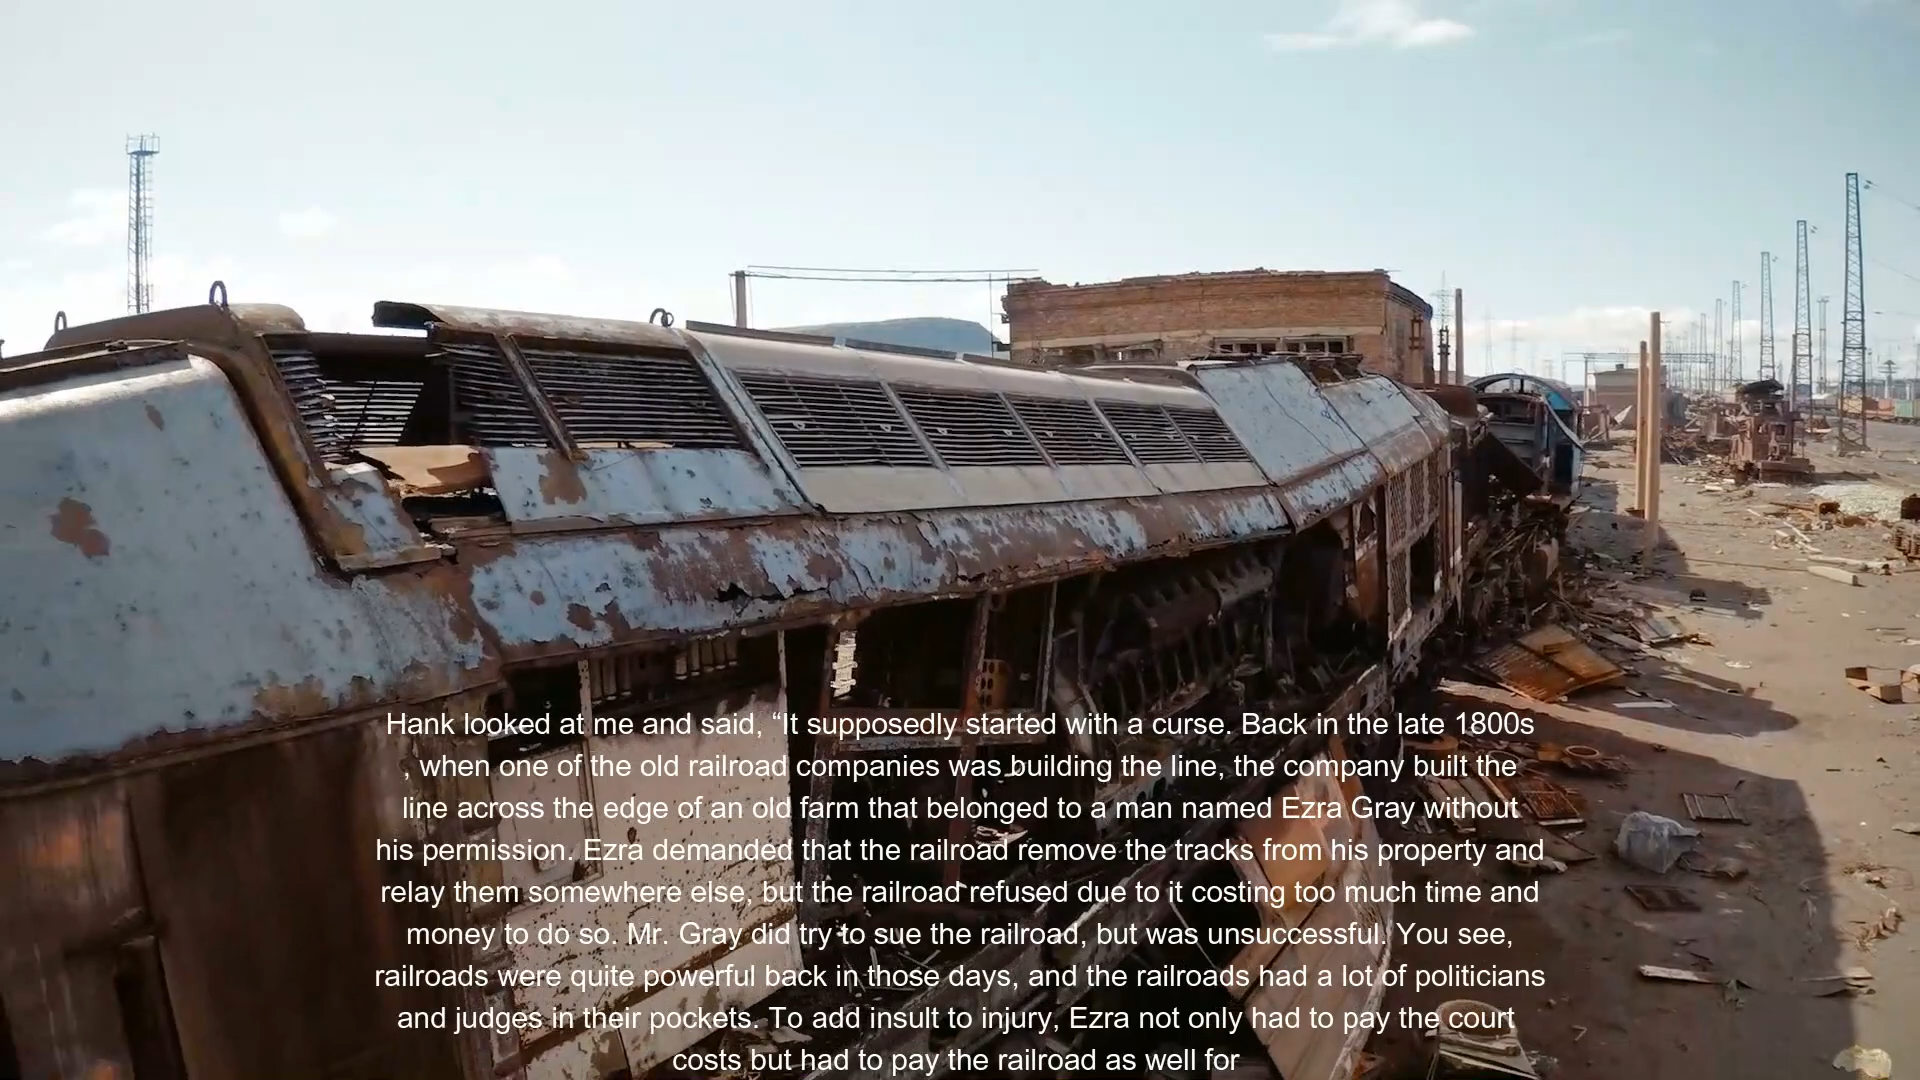 Hank looked at me and said, “It supposedly started with a curse. Back in the late 1800s
, when one of the old railroad companies was building the line, the company built the
line across the edge of an old farm that belonged to a man named Ezra Gray without
his permission. Ezra demanded that the railroad remove the tracks from his property and
relay them somewhere else, but the railroad refused due to it costing too much time and
money to do so. Mr. Gray did try to sue the railroad, but was unsuccessful. You see,
railroads were quite powerful back in those days, and the railroads had a lot of politicians
and judges in their pockets. To add insult to injury, Ezra not only had to pay the court
costs but had to pay the railroad as well for